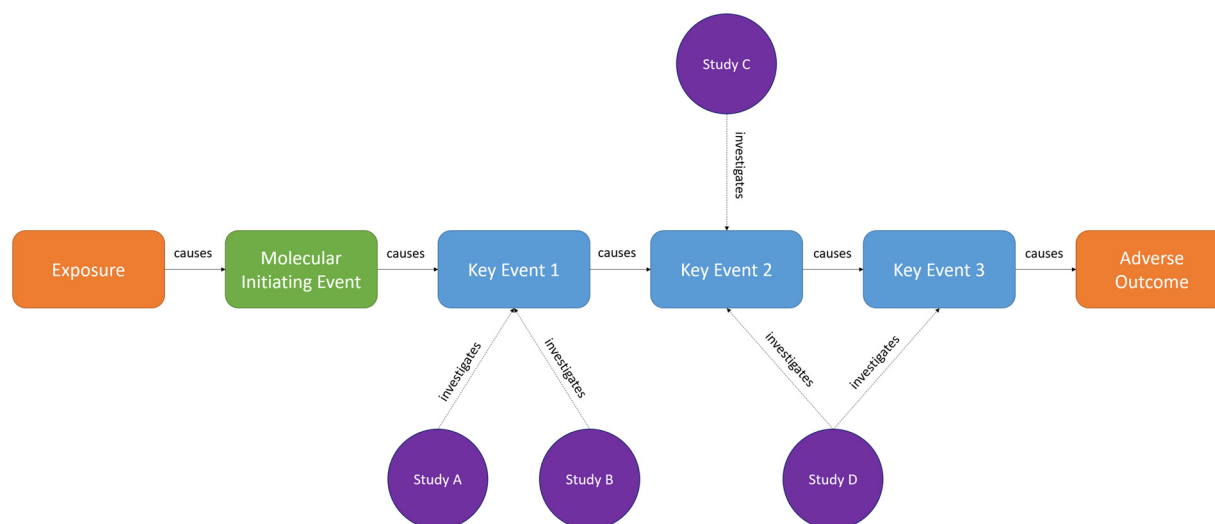 Study C
investigates
Exposure
causes
Molecular
Initiating Event
causes
Key Event 1
causes
Key Event 2
causes
Key Event 3
causes
Adverse
Outcome
investigates
investigates
investigates
investigates
Study A
Study B
Study D